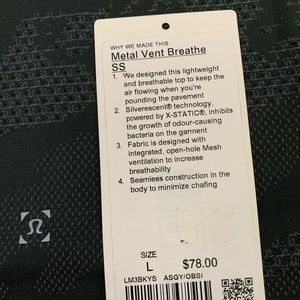 WHY WE MADE THIS
Metal Vent Breathe
SS
1. We designed this lightweight
and breathable top to keep the
air flowing when you're
pounding the pavement
2. Silverescent® technology,
powered by X-STATIC®, inhibits
the growth of odour-causing
bacteria on the garment
3. Fabric is designed with
integrated, open-hole Mesh
ventilation to increase
breathability
4. Seamless construction in the
body to minimize chafing
SIZE
L $78.00
LM3SKYS ASGY/OBSI